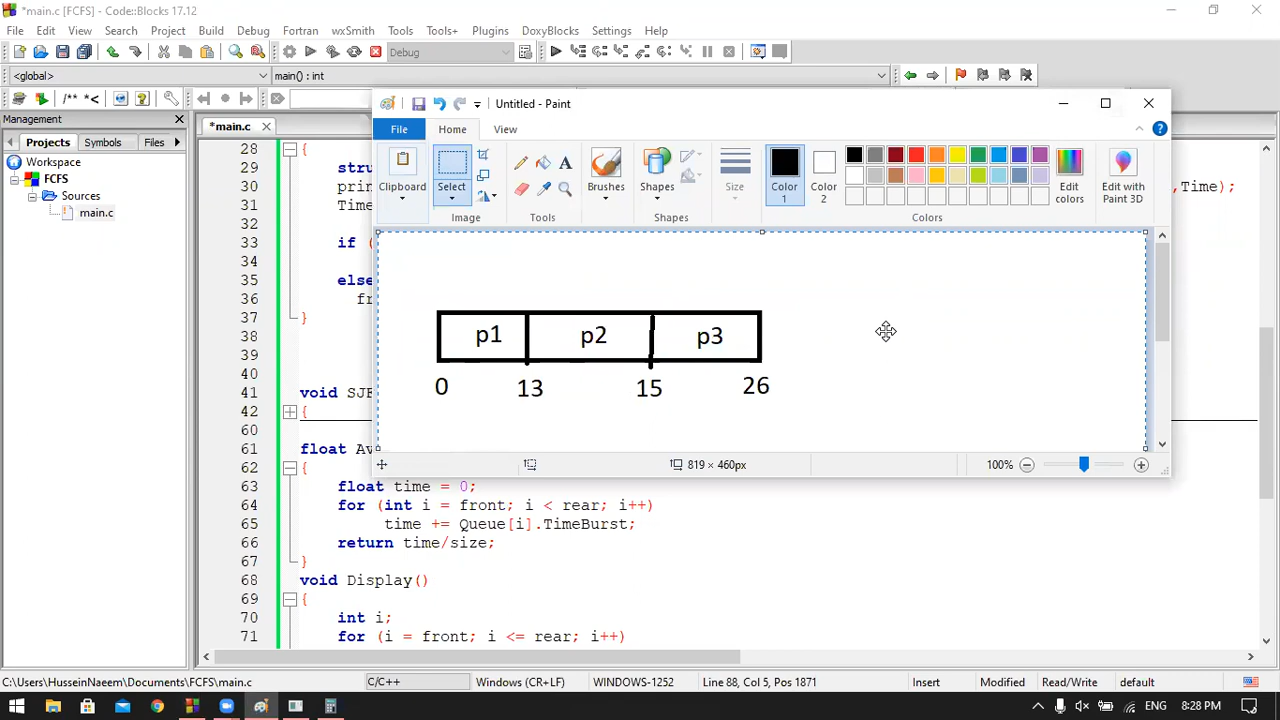 *main.c [FCFS] - Code::Blocks 17.12
File Edit View Search Project Build Debug Fortran wxSmith Tools Tools+ Plugins DoxyBlocks Settings Help
Debug
<global> main() : int
/** *<
Management
Projects Symbols Files
Workspace
FCFS
Sources
main.c
*main.c
Untitled - Paint
File Home View
Clipboard
Select
Image
Tools
Brushes
Shapes
Shapes
Size
Color 1
Color 2
Edit colors
Colors
Edit with Paint 3D
p1 p2 p3
0 13 15 26
819 × 460px 100%
28 {
29 struc
30 prin ,Time);
31 Time
32
33 if (
34
35 else
36 fr
37 }
38
39
40
41 void SJF
42 {
60
61 float Av
62 {
63 float time = 0;
64 for (int i = front; i < rear; i++)
65 time += Queue[i].TimeBurst;
66 return time/size;
67 }
68 void Display()
69 {
70 int i;
71 for (i = front; i <= rear; i++)
C:\Users\HusseinNaeem\Documents\FCFS\main.c C/C++ Windows (CR+LF) WINDOWS-1252 Line 88, Col 5, Pos 1871 Insert Modified Read/Write default
ENG 8:28 PM